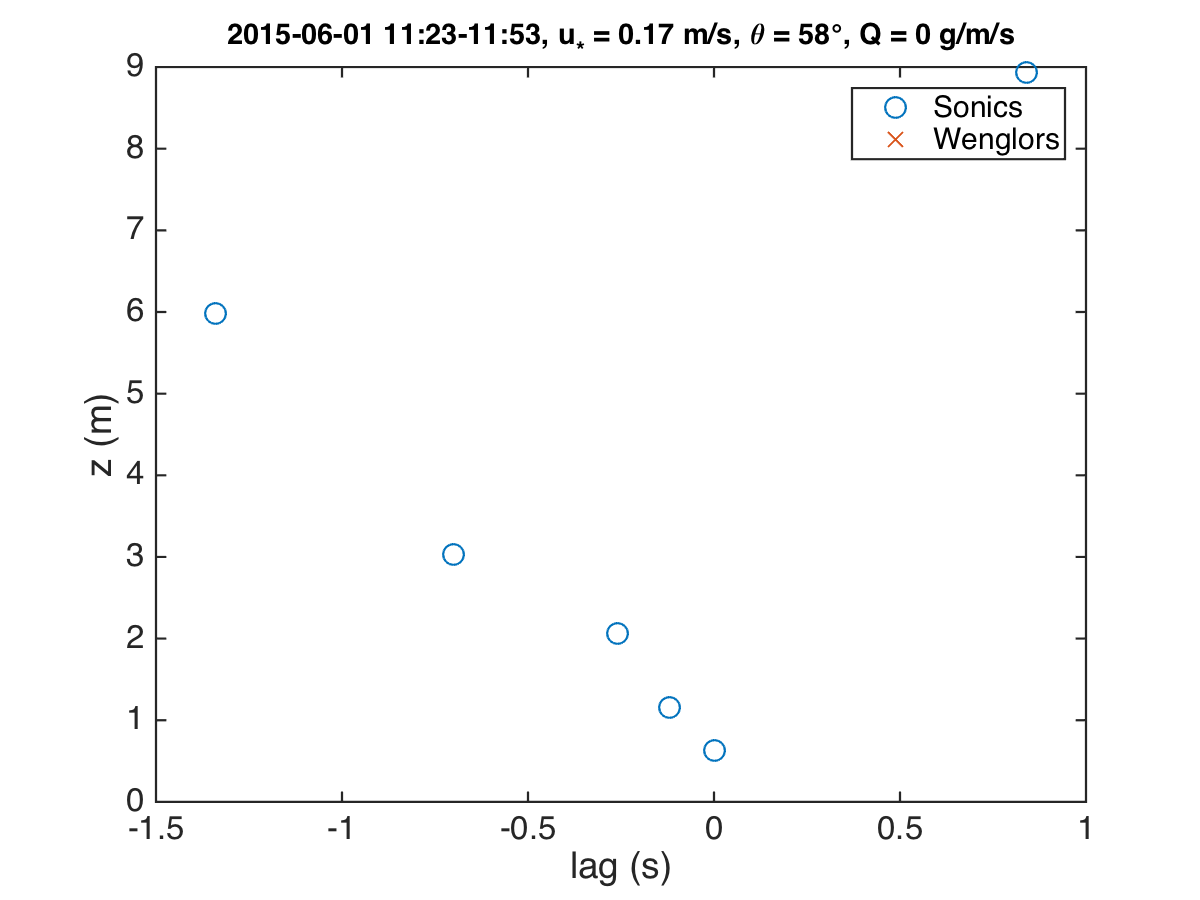 2015-06-01 11:23-11:53, u* = 0.17 m/s, θ = 58°, Q = 0 g/m/s
Sonics
Wenglors
9
8
7
6
5
4
3
2
1
0
z (m)
-1.5 -1 -0.5 0 0.5 1
lag (s)